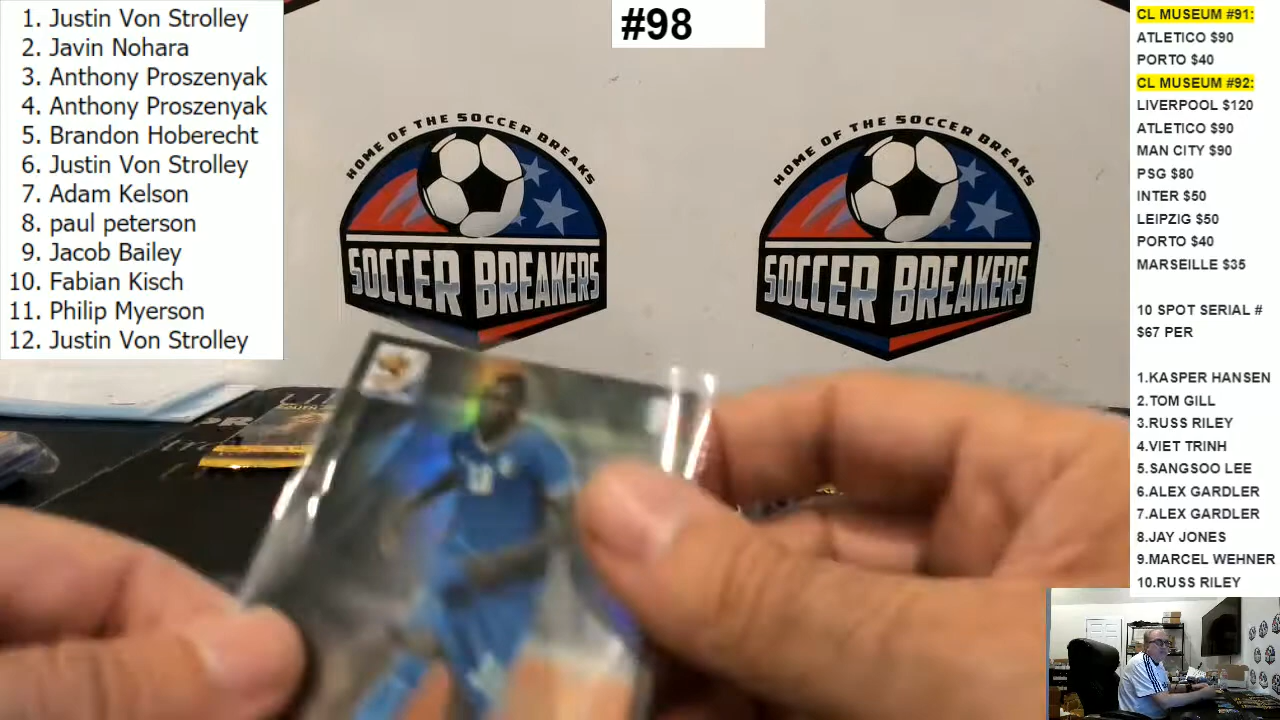 1. Justin Von Strolley
2. Javin Nohara
3. Anthony Proszenyak
4. Anthony Proszenyak
5. Brandon Hoberecht
6. Justin Von Strolley
7. Adam Kelson
8. paul peterson
9. Jacob Bailey
10. Fabian Kisch
11. Philip Myerson
12. Justin Von Strolley
#98
HOME OF THE SOCCER BREAKS
SOCCER BREAKERS
HOME OF THE SOCCER BREAKS
SOCCER BREAKERS
CL MUSEUM #91:
ATLETICO $90
PORTO $40
CL MUSEUM #92:
LIVERPOOL $120
ATLETICO $90
MAN CITY $90
PSG $80
INTER $50
LEIPZIG $50
PORTO $40
MARSEILLE $35
10 SPOT SERIAL #
$67 PER
1.KASPER HANSEN
2.TOM GILL
3.RUSS RILEY
4.VIET TRINH
5.SANGSOO LEE
6.ALEX GARDLER
7.ALEX GARDLER
8.JAY JONES
9.MARCEL WEHNER
10.RUSS RILEY